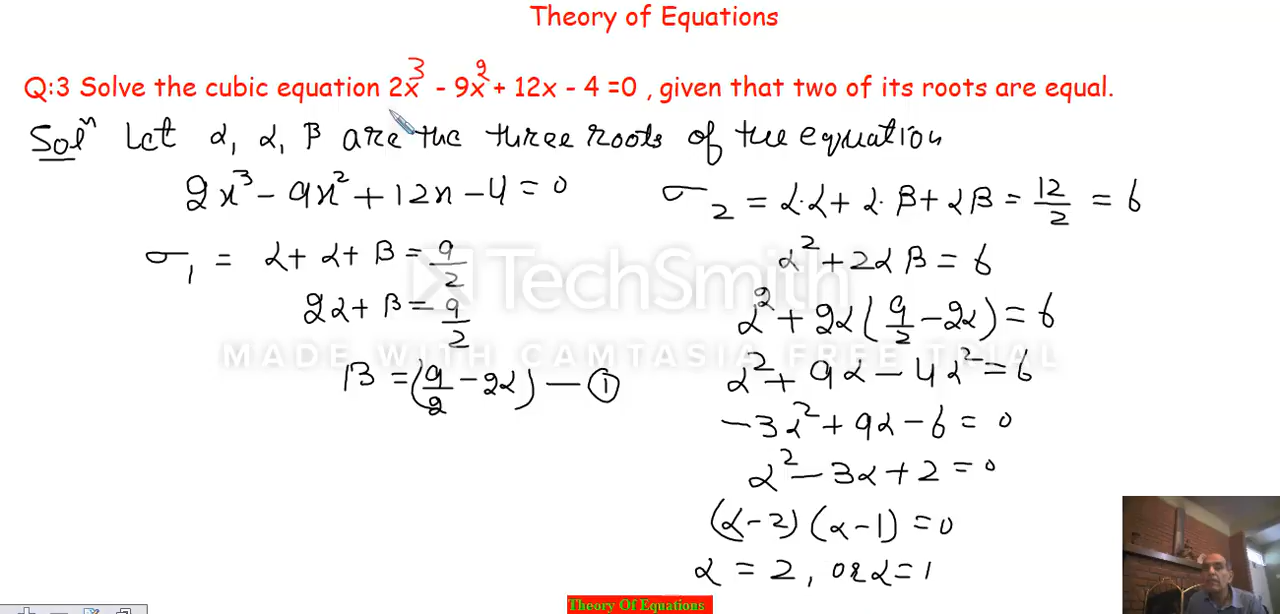 Theory of Equations
Q:3 Solve the cubic equation 2x³ - 9x² + 12x - 4 =0 , given that two of its roots are equal.
Solⁿ Let α, α, β are the three roots of the equation
2x³ - 9x² + 12x - 4 = 0
σ₁ = α + α + β = 9/2
2α + β = 9/2
β = (9/2 - 2α) — ①
σ₂ = α·α + α·β + αβ = 12/2 = 6
α² + 2αβ = 6
α² + 2α(9/2 - 2α) = 6
α² + 9α - 4α² = 6
-3α² + 9α - 6 = 0
α² - 3α + 2 = 0
(α - 2)(α - 1) = 0
α = 2, or α = 1
TechSmith
MADE WITH CAMTASIA FREE TRIAL
Theory Of Equations